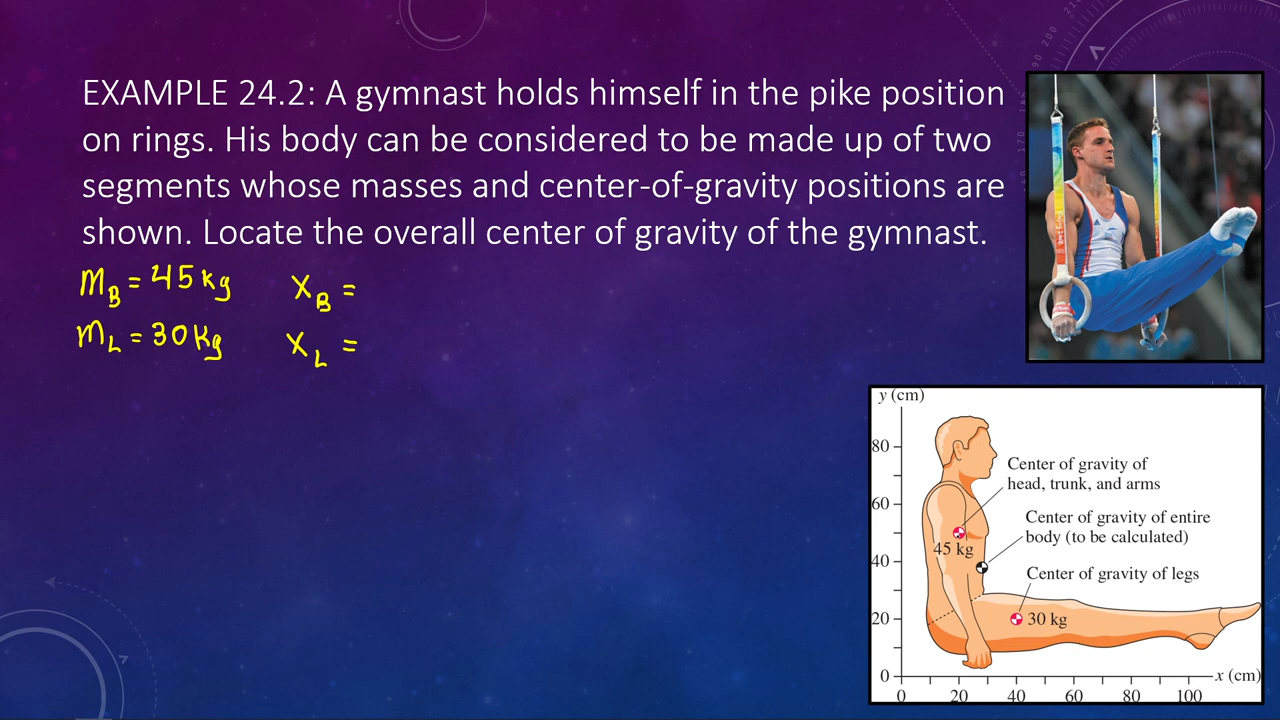 EXAMPLE 24.2: A gymnast holds himself in the pike position
on rings. His body can be considered to be made up of two
segments whose masses and center-of-gravity positions are
shown. Locate the overall center of gravity of the gymnast.
m_B = 45 kg x_B =
m_L = 30 kg x_L =
y (cm)
80
60
40
20
0
Center of gravity of
head, trunk, and arms
Center of gravity of entire
body (to be calculated)
45 kg
Center of gravity of legs
30 kg
x (cm)
0 20 40 60 80 100